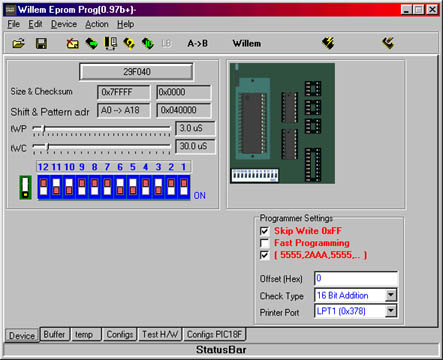 Willem Eprom Prog[0.97b+]-
File Edit Device Action Help
LB A->B Willem
29F040
Size & Checksum 0x7FFFF 0x0000
Shift & Pattern adr A0 --> A18 0x040000
tWP 3.0 uS
tWC 30.0 uS
12 11 10 9 8 7 6 5 4 3 2 1
ON
Programmer Settings
Skip Write 0xFF
Fast Programming
( 5555,2AAA,5555,... )
Offset (Hex) 0
Check Type 16 Bit Addition
Printer Port LPT1 (0x378)
Device Buffer temp Configs Test H/W Configs PIC18F
StatusBar